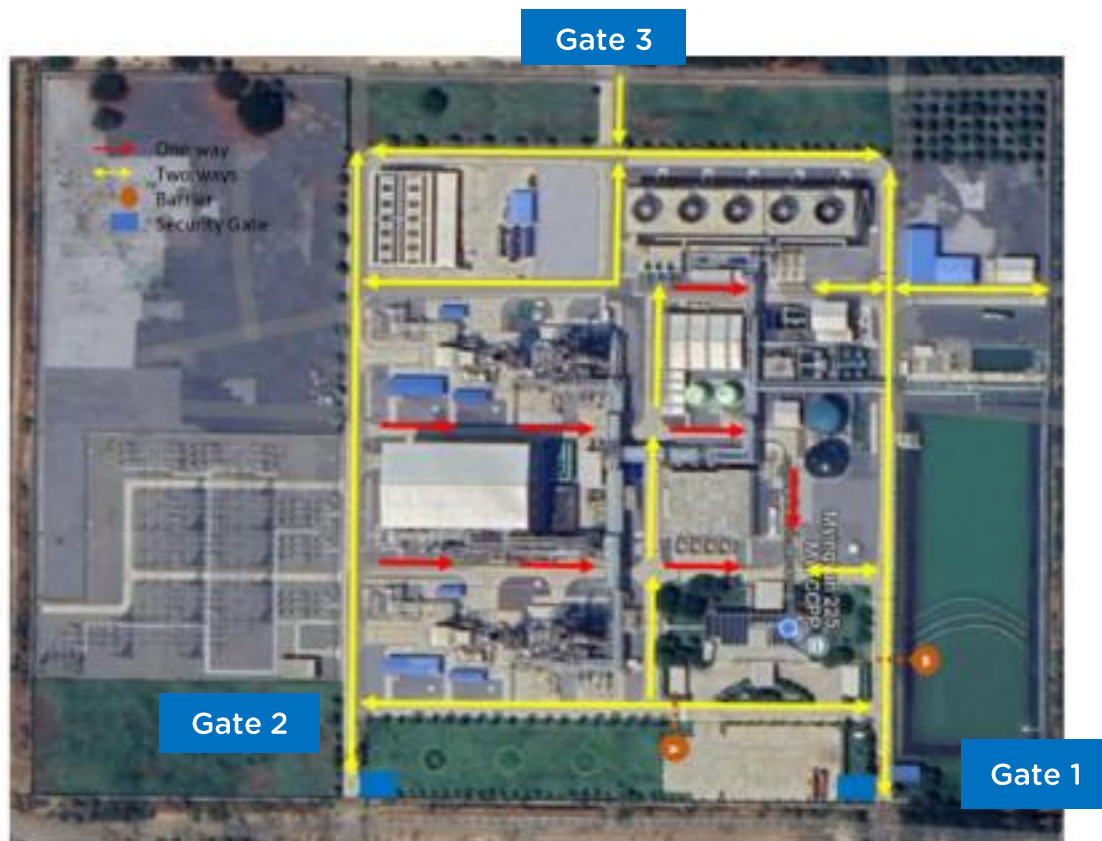 Gate 3
One way
Two ways
Barrier
Security Gate
B
Gate 2
A
Gate 1